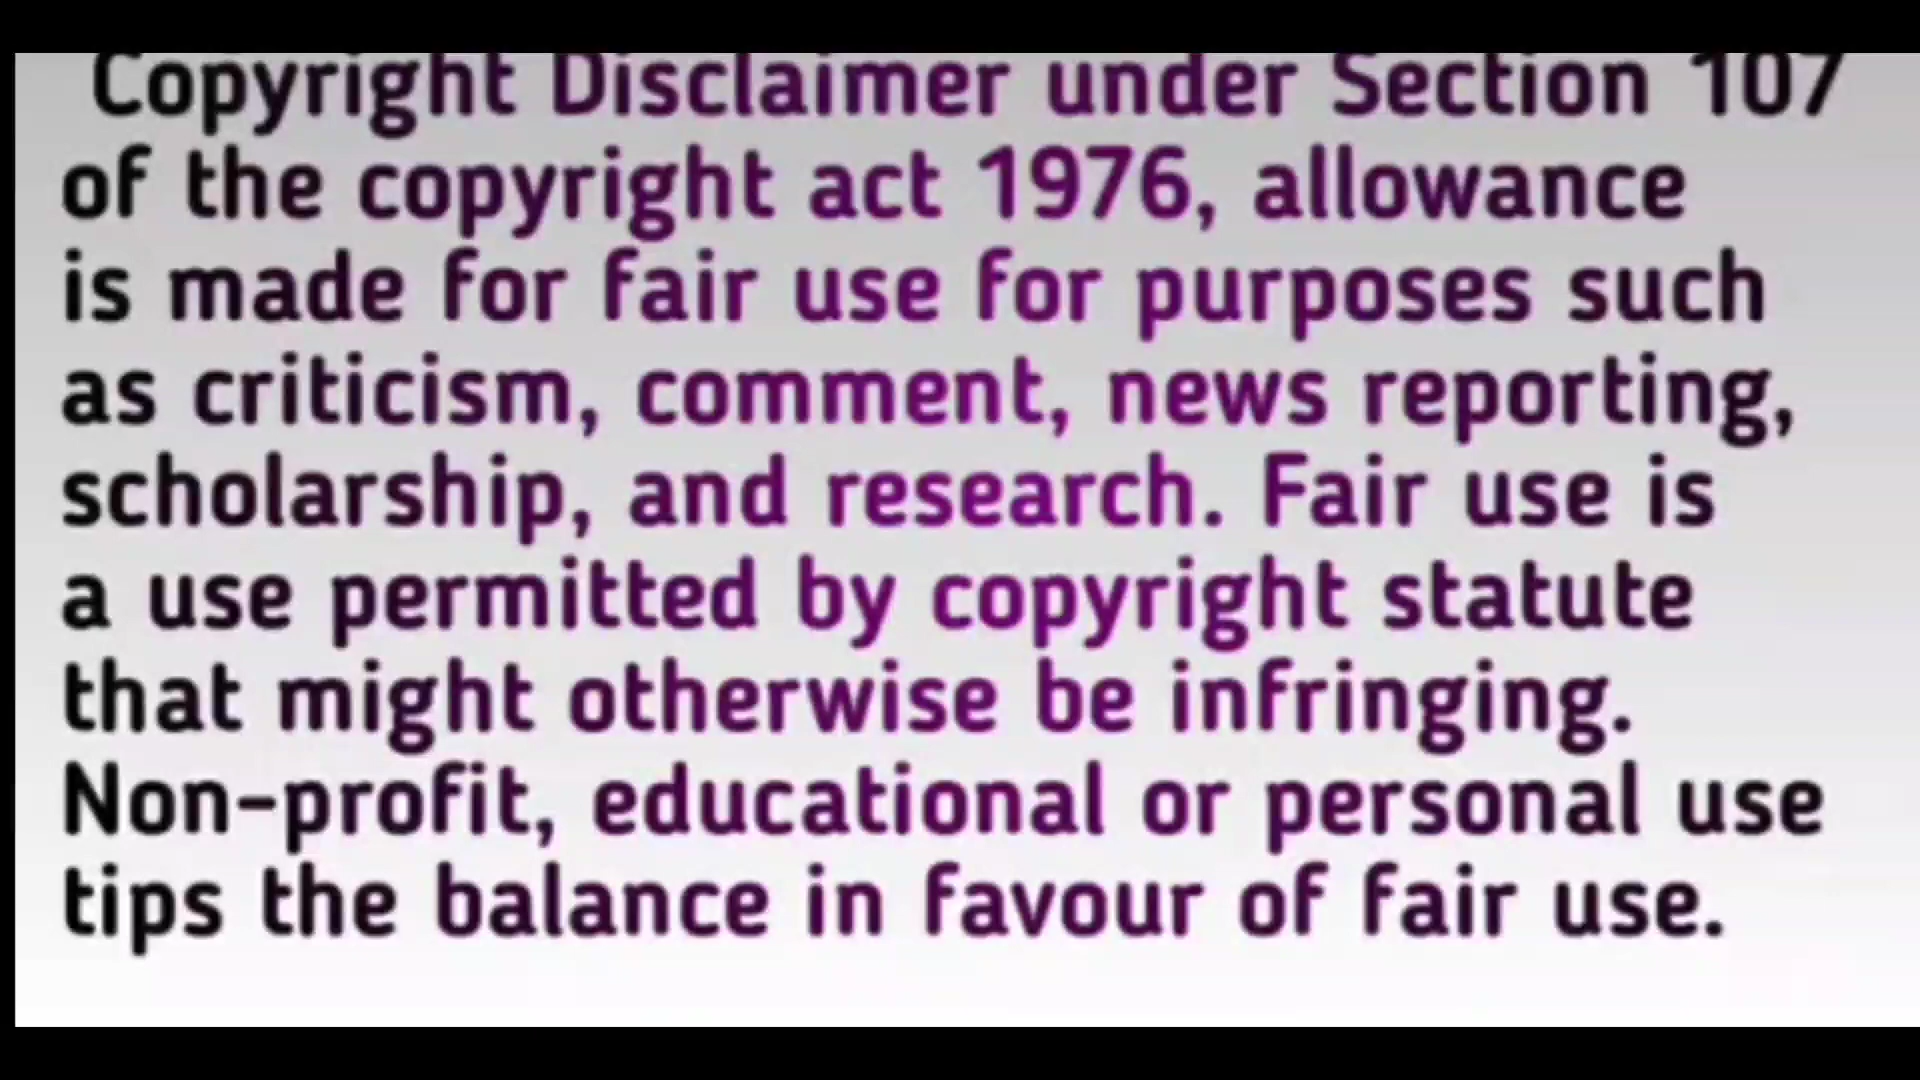 Copyright Disclaimer under Section 107
of the copyright act 1976, allowance
is made for fair use for purposes such
as criticism, comment, news reporting,
scholarship, and research. Fair use is
a use permitted by copyright statute
that might otherwise be infringing.
Non-profit, educational or personal use
tips the balance in favour of fair use.